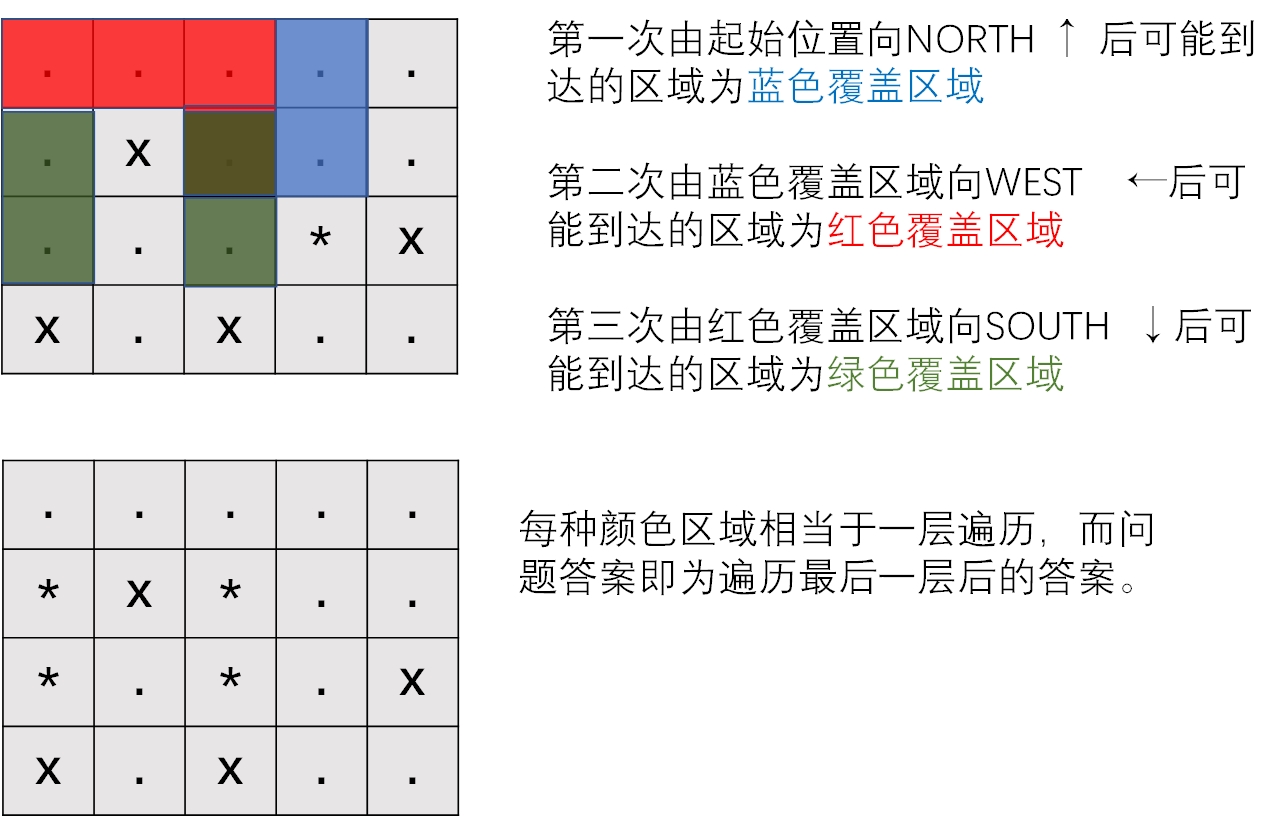 . . . . .
. X . . .
. . . * X
X . X . .
第一次由起始位置向NORTH ↑ 后可能到
达的区域为蓝色覆盖区域
第二次由蓝色覆盖区域向WEST ←后可
能到达的区域为红色覆盖区域
第三次由红色覆盖区域向SOUTH ↓后可
能到达的区域为绿色覆盖区域
. . . . .
* X * . .
* . * . X
X . X . .
每种颜色区域相当于一层遍历，而问
题答案即为遍历最后一层后的答案。